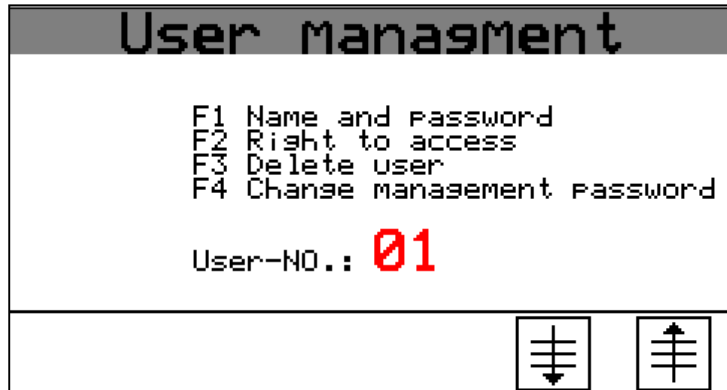 User managment
F1 Name and password
F2 Right to access
F3 Delete user
F4 Change management password
User-NO.: 01